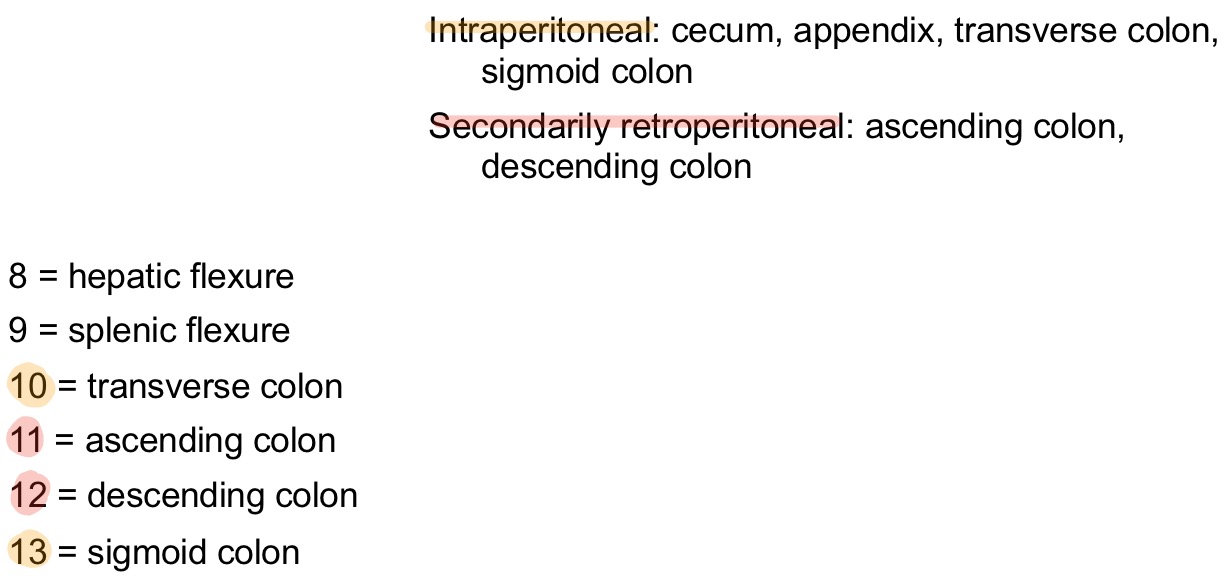 Intraperitoneal: cecum, appendix, transverse colon,
sigmoid colon
Secondarily retroperitoneal: ascending colon,
descending colon
8 = hepatic flexure
9 = splenic flexure
10 = transverse colon
11 = ascending colon
12 = descending colon
13 = sigmoid colon